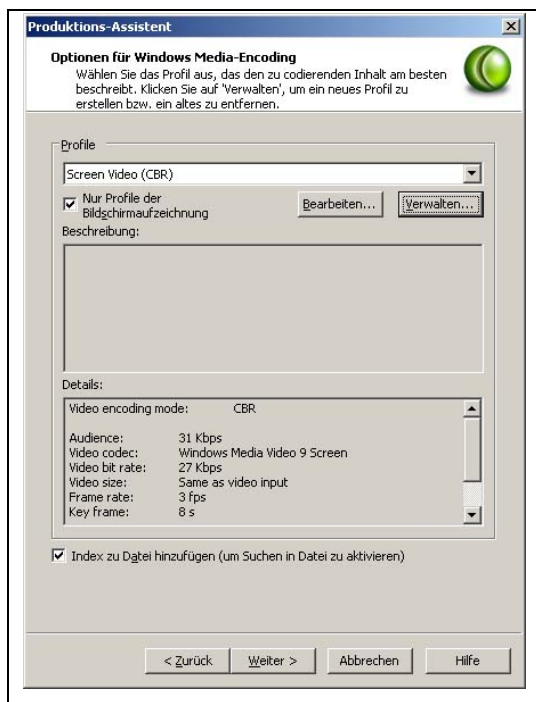 Produktions-Assistent
Optionen für Windows Media-Encoding
Wählen Sie das Profil aus, das den zu codierenden Inhalt am besten
beschreibt. Klicken Sie auf 'Verwalten', um ein neues Profil zu
erstellen bzw. ein altes zu entfernen.
Profile
Screen Video (CBR)
Nur Profile der
Bildschirmaufzeichnung
Bearbeiten...
Verwalten...
Beschreibung:
Details:
Video encoding mode: CBR
Audience: 31 Kbps
Video codec: Windows Media Video 9 Screen
Video bit rate: 27 Kbps
Video size: Same as video input
Frame rate: 3 fps
Key frame: 8 s
Index zu Datei hinzufügen (um Suchen in Datei zu aktivieren)
< Zurück
Weiter >
Abbrechen
Hilfe